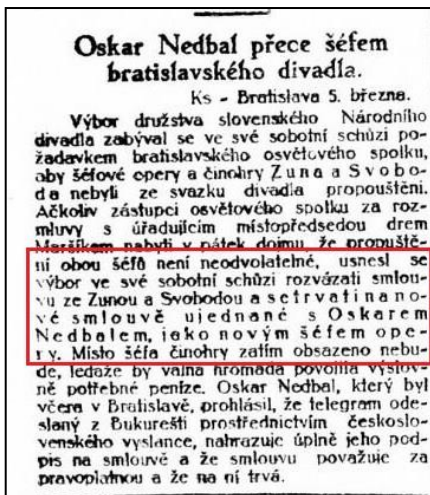 Oskar Nedbal přece šéfem
bratislavského divadla.
Ks - Bratislava 5. března.
Výbor družstva slovenského Národního
divadla zabýval se ve své sobotní schůzi po-
žadavkem bratislavského osvětového spolku,
aby šéfové opery a činohry Zuna a Svobo-
da nebyli ze svazku divadla propouštěni.
Ačkoliv zástupci osvětového spolku za roz-
mluvy s úřadujícím místopředsedou drem
Maršíkem nabyli v pátek dojmu, že propuště-
ní obou šéfů není neodvolatelné, usnesl se
výbor ve své sobotní schůzi rozvázati smlou-
vu ze Zunou a Svobodou a setrvati na no-
vé smlouvě ujednané s Oskarem
Nedbalem, jako novým šéfem ope-
ry. Místo šéfa činohry zatím obsazeno nebu-
de, ledaže by valná hromada povolila výslov-
ně potřebné peníze. Oskar Nedbal, který byl
včera v Bratislavě, prohlásil, že telegram ode-
slaný z Bukurešti prostřednictvím českoslo-
venského vyslance, nahrazuje úplně jeho pod-
pis na smlouvě a že smlouvu považuje za
pravoplatnou a že na ní trvá.